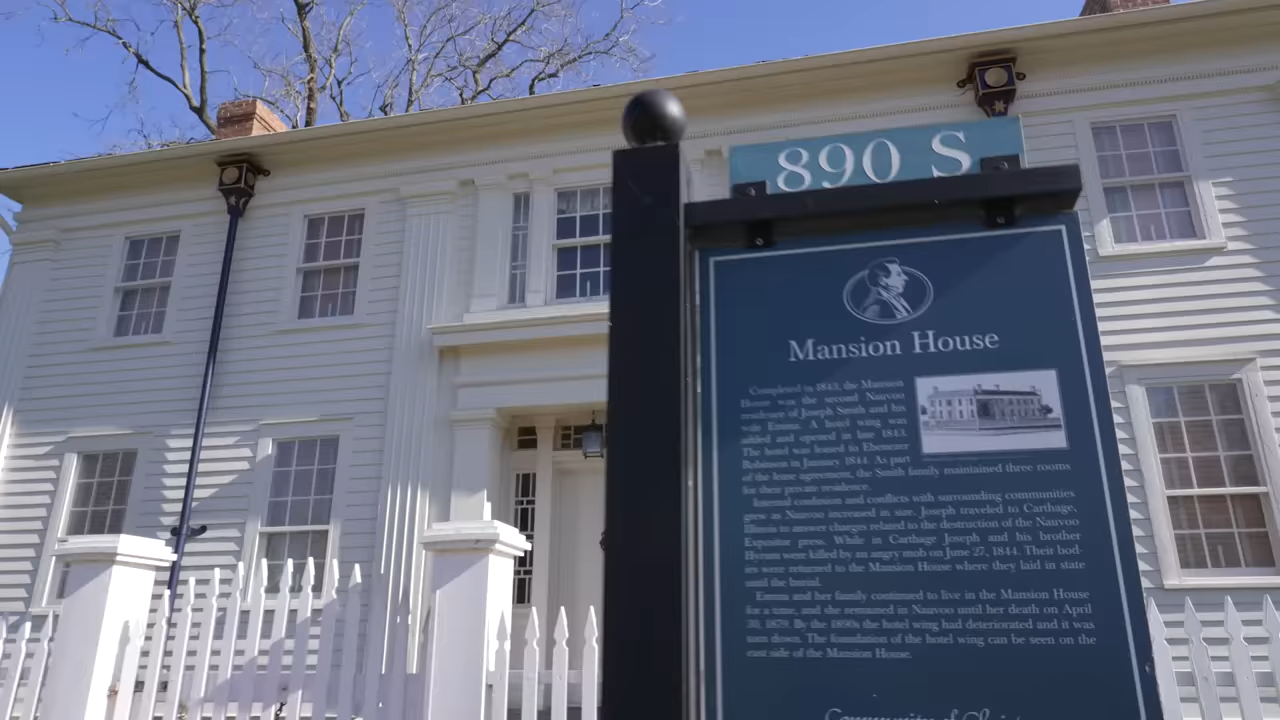 890 S
Mansion House
Completed in 1843, the Mansion
House was the second Nauvoo
residence of Joseph Smith and his
wife Emma. A hotel wing was
added and opened in late 1843.
The hotel was leased to Ebenezer
Robinson in January 1844. As part
of the lease agreement, the Smith family maintained three rooms
for their private residence.
Internal confusion and conflicts with surrounding communities
grew as Nauvoo increased in size. Joseph traveled to Carthage,
Illinois to answer charges related to the destruction of the Nauvoo
Expositor press. While in Carthage Joseph and his brother
Hyrum were killed by an angry mob on June 27, 1844. Their bod-
ies were returned to the Mansion House where they laid in state
until the burial.
Emma and her family continued to live in the Mansion House
for a time, and she remained in Nauvoo until her death on April
30, 1879. By the 1890s the hotel wing had deteriorated and it was
torn down. The foundation of the hotel wing can be seen on the
east side of the Mansion House.
Community of Christ